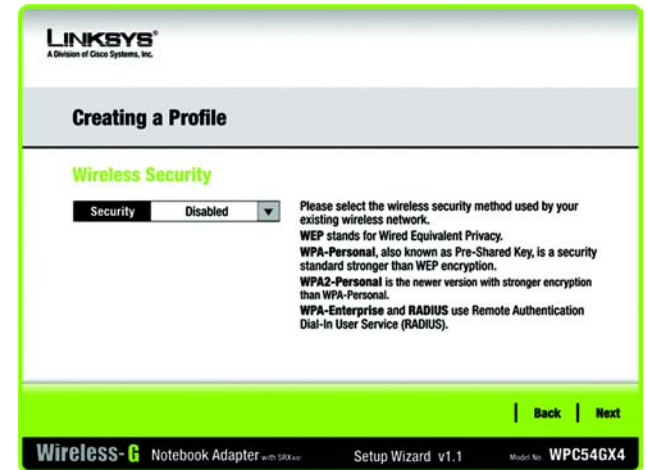 LINKSYS®
A Division of Cisco Systems, Inc.
Creating a Profile
Wireless Security
Security Disabled
Please select the wireless security method used by your
existing wireless network.
WEP stands for Wired Equivalent Privacy.
WPA-Personal, also known as Pre-Shared Key, is a security
standard stronger than WEP encryption.
WPA2-Personal is the newer version with stronger encryption
than WPA-Personal.
WPA-Enterprise and RADIUS use Remote Authentication
Dial-In User Service (RADIUS).
Back Next
Wireless-G Notebook Adapter with SRX400 Setup Wizard v1.1 Model No. WPC54GX4